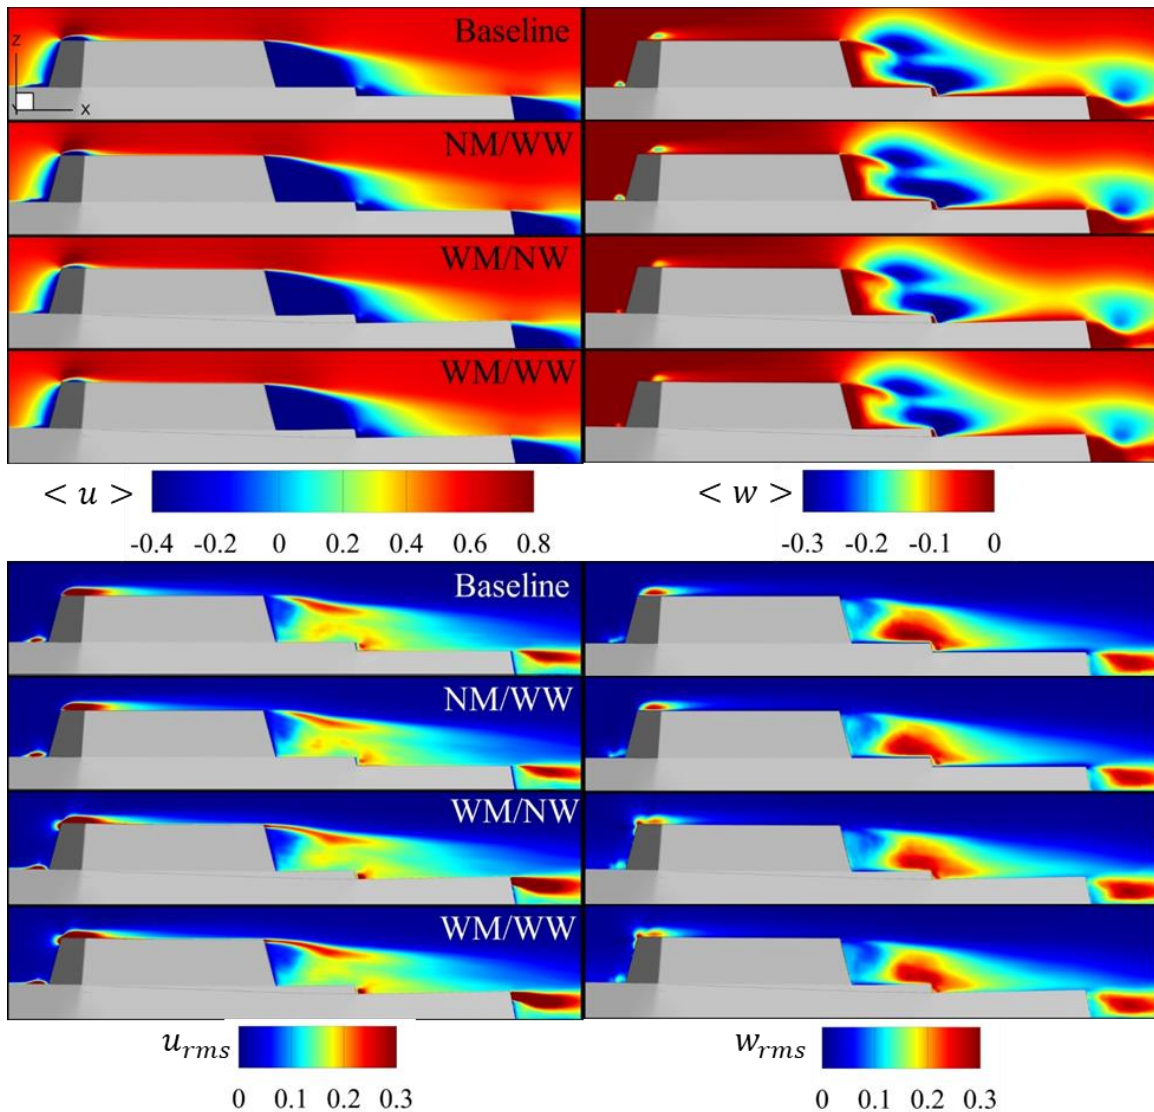 Baseline
Z
Y X
NM/WW
WM/NW
WM/WW
< u >
-0.4 -0.2 0 0.2 0.4 0.6 0.8
< w >
-0.3 -0.2 -0.1 0
Baseline
NM/WW
WM/NW
WM/WW
u_rms
0 0.1 0.2 0.3
w_rms
0 0.1 0.2 0.3